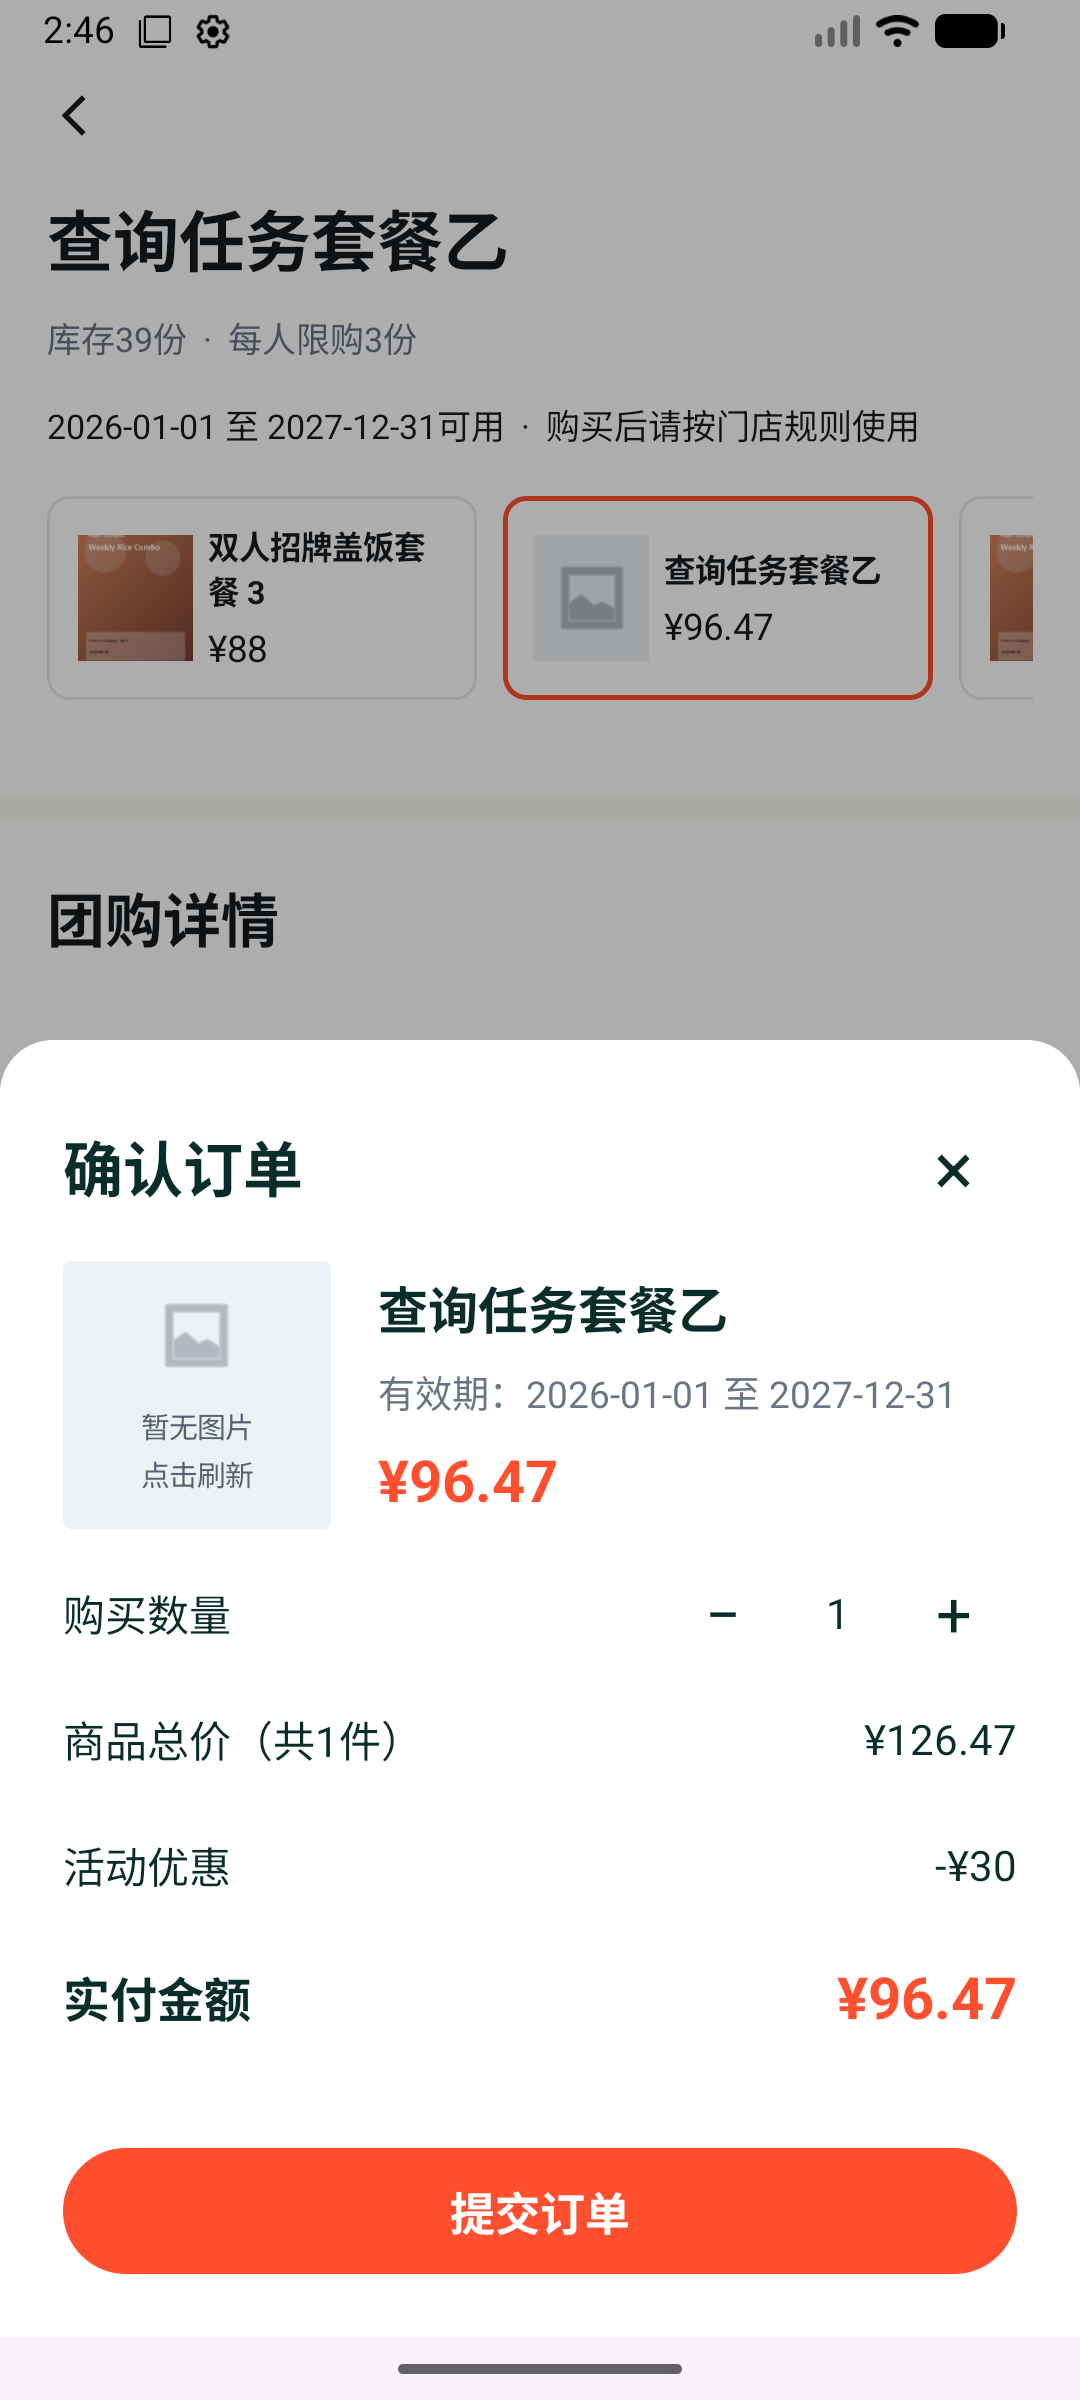 2:46
查询任务套餐乙
库存39份 · 每人限购3份
2026-01-01 至 2027-12-31可用 · 购买后请按门店规则使用
Weekly Rice Combo
双人招牌盖饭套
餐 3
¥88
查询任务套餐乙
¥96.47
Weekly R
团购详情
确认订单
暂无图片
点击刷新
查询任务套餐乙
有效期：2026-01-01 至 2027-12-31
¥96.47
购买数量 − 1 +
商品总价（共1件） ¥126.47
活动优惠 -¥30
实付金额 ¥96.47
提交订单